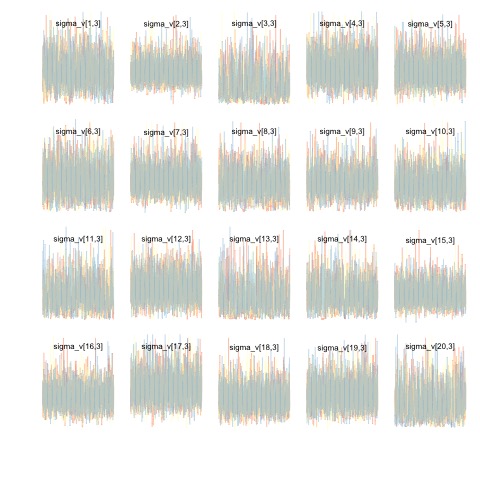 sigma_v[1,3] sigma_v[2,3] sigma_v[3,3] sigma_v[4,3] sigma_v[5,3]
sigma_v[6,3] sigma_v[7,3] sigma_v[8,3] sigma_v[9,3] sigma_v[10,3]
sigma_v[11,3] sigma_v[12,3] sigma_v[13,3] sigma_v[14,3] sigma_v[15,3]
sigma_v[16,3] sigma_v[17,3] sigma_v[18,3] sigma_v[19,3] sigma_v[20,3]